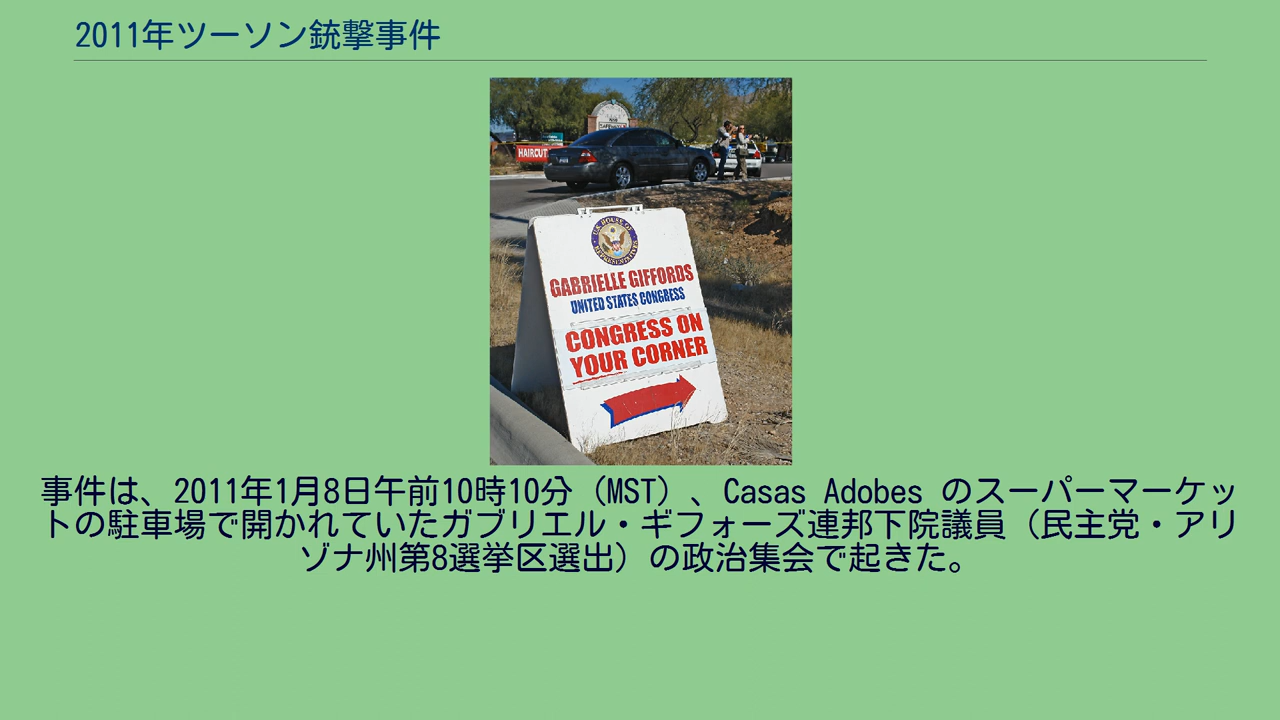 2011年ツーソン銃撃事件
HAIRCUT
U.S. HOUSE OF REPRESENTATIVES
GABRIELLE GIFFORDS
UNITED STATES CONGRESS
CONGRESS ON
YOUR CORNER
事件は、2011年1月8日午前10時10分（MST）、Casas Adobes のスーパーマーケッ
トの駐車場で開かれていたガブリエル・ギフォーズ連邦下院議員（民主党・アリ
ゾナ州第8選挙区選出）の政治集会で起きた。